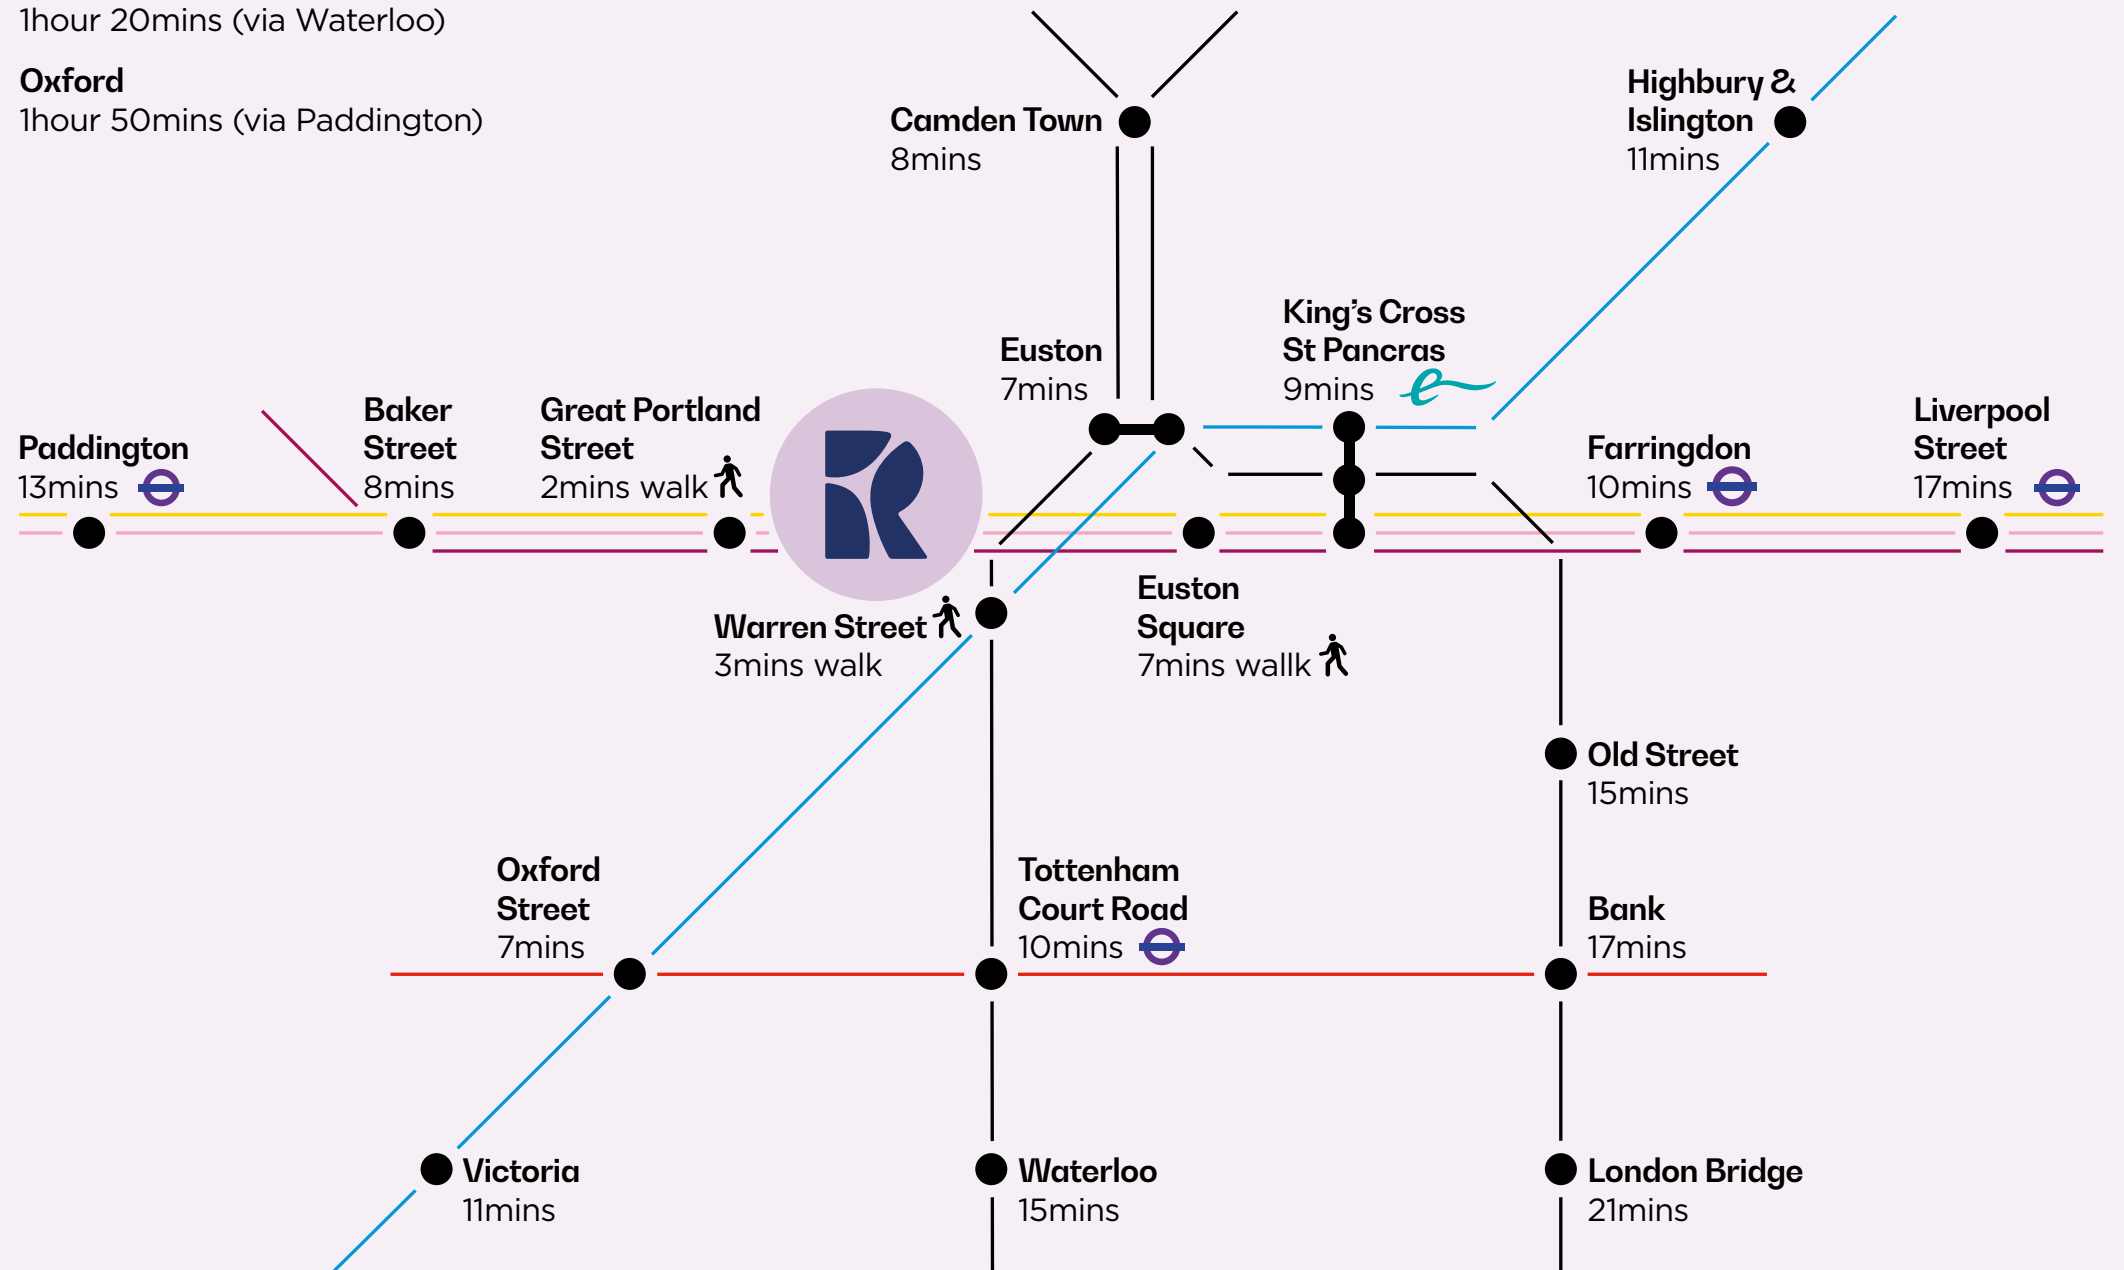 1hour 20mins (via Waterloo)
Oxford
1hour 50mins (via Paddington)
Camden Town
8mins
Highbury &
Islington
11mins
King's Cross
St Pancras
9mins
Euston
7mins
Paddington
13mins
Baker
Street
8mins
Great Portland
Street
2mins walk
R
Farringdon
10mins
Liverpool
Street
17mins
Warren Street
3mins walk
Euston
Square
7mins wallk
Old Street
15mins
Oxford
Street
7mins
Tottenham
Court Road
10mins
Bank
17mins
Victoria
11mins
Waterloo
15mins
London Bridge
21mins